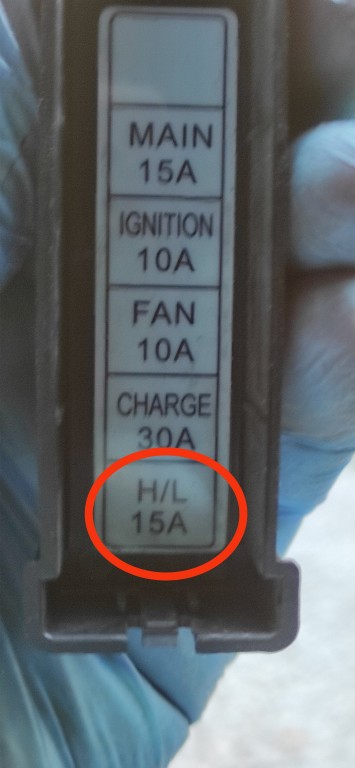 MAIN
15A
IGNITION
10A
FAN
10A
CHARGE
30A
H/L
15A